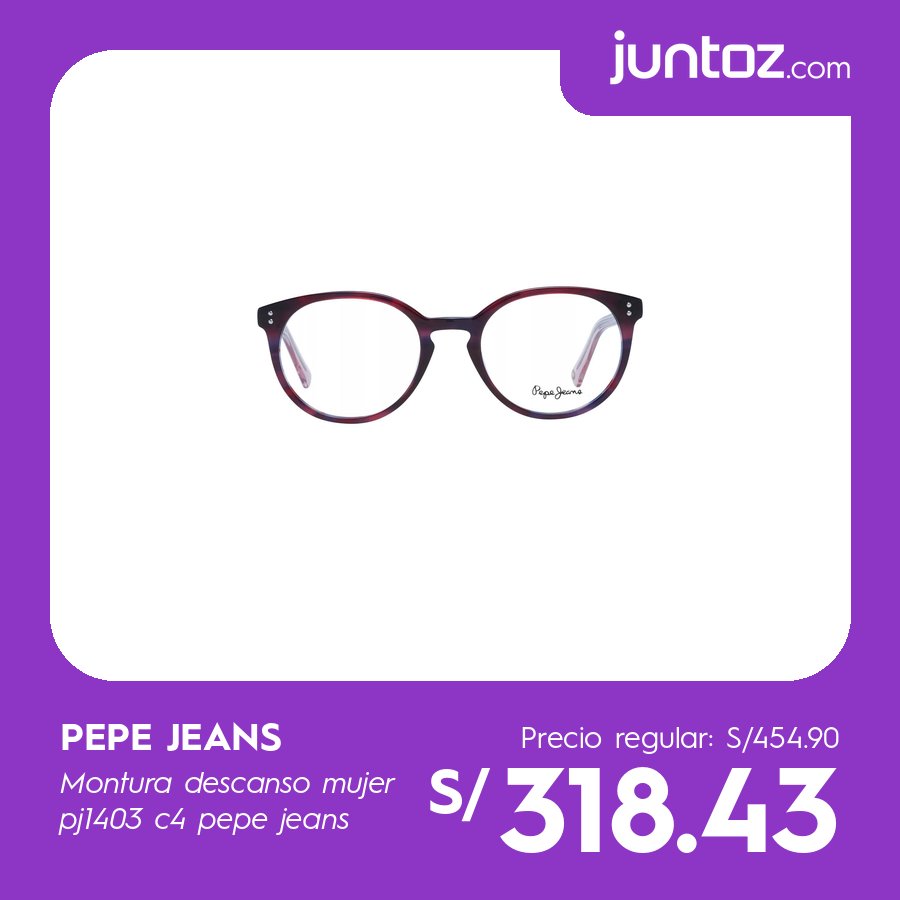 juntoz.com
Pepe Jeans
PEPE JEANS
Montura descanso mujer
pj1403 c4 pepe jeans
Precio regular: S/454.90
S/318.43